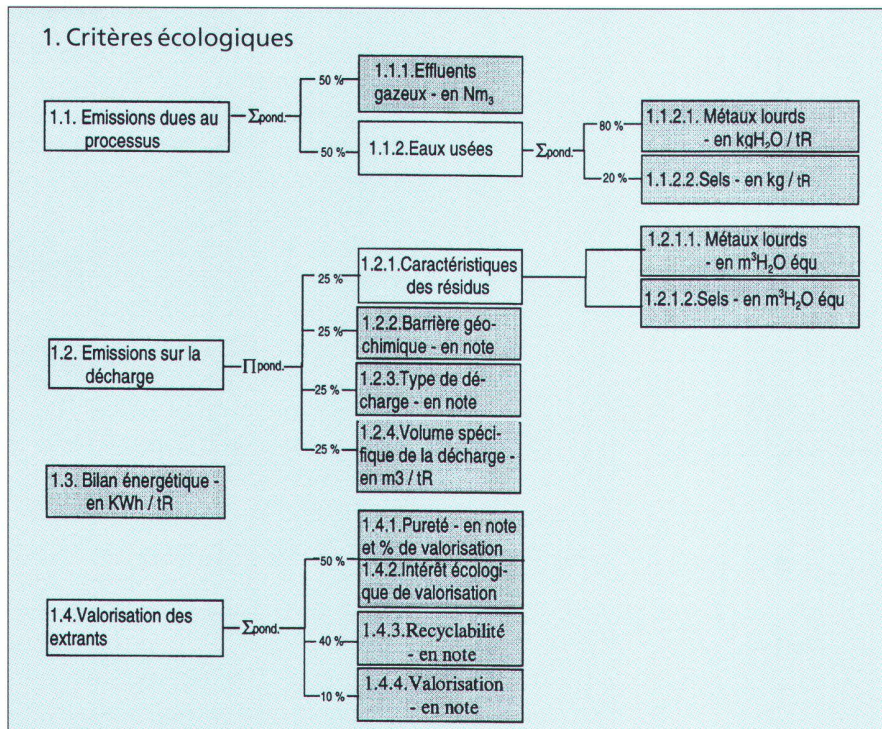 1. Critères écologiques
1.1. Emissions dues au
processus
Σpond.
50 %
1.1.1.Effluents
gazeux - en Nm₃
50%
1.1.2.Eaux usées
Σpond.
80 %
1.1.2.1. Métaux lourds
- en kgH₂O / tR
20 %
1.1.2.2.Sels - en kg / tR
1.2. Emissions sur la
décharge
Πpond.
25 %
1.2.1.Caractéristiques
des résidus
1.2.1.1. Métaux lourds
- en m³H₂O équ
1.2.1.2.Sels - en m³H₂O équ
25 %
1.2.2.Barrière géo-
chimique - en note
25%
1.2.3.Type de dé-
charge - en note
25 %
1.2.4.Volume spéci-
fique de la décharge -
en m3 / tR
1.3. Bilan énergétique -
en KWh / tR
1.4.Valorisation des
extrants
Σpond.
50%
1.4.1.Pureté - en note
et % de valorisation
1.4.2.Intérêt écologi-
que de valorisation
40%
1.4.3.Recyclabilité
- en note
10 %
1.4.4.Valorisation
- en note